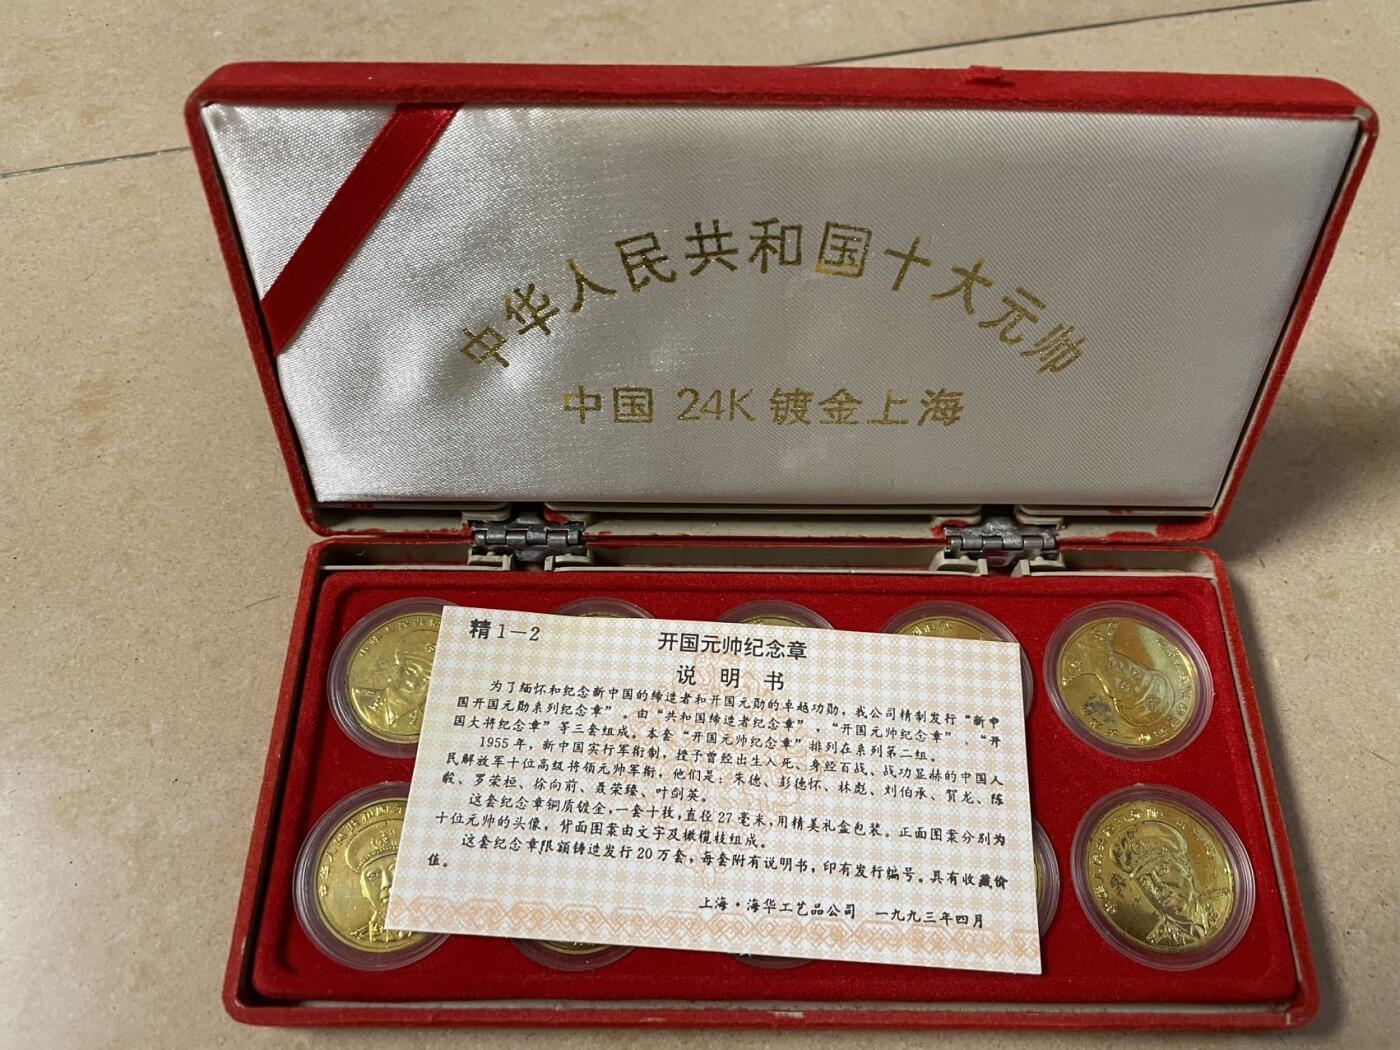 中华人民共和国十大元帅
中国 24K 镀金上海
精 1—2
开国元帅纪念章
说 明 书
为了缅怀和纪念新中国的缔造者和开国元勋的卓越功勋，我公司精制发行“新中
国开国元勋系列纪念章”。由“共和国缔造者纪念章”，“开国元帅纪念章”、“开
国大将纪念章”等三套组成。本套“开国元帅纪念章”排列在系列第二组。
1955 年，新中国实行军衔制，授予曾经出生入死、身经百战、战功显赫的中国人
民解放军十位高级将领元帅军衔，他们是：朱德、彭德怀、林彪、刘伯承、贺龙、陈
毅、罗荣桓、徐向前、聂荣臻、叶剑英。
这套纪念章铜质镀金，一套十枚，直径 27 毫米，用精美礼盒包装。正面图案分别为
十位元帅的头像，背面图案由文字及橄榄枝组成。
这套纪念章限额铸造发行 20 万套，每套附有说明书，印有发行编号。具有收藏价
值。
上海·海华工艺品公司 一九九三年四月